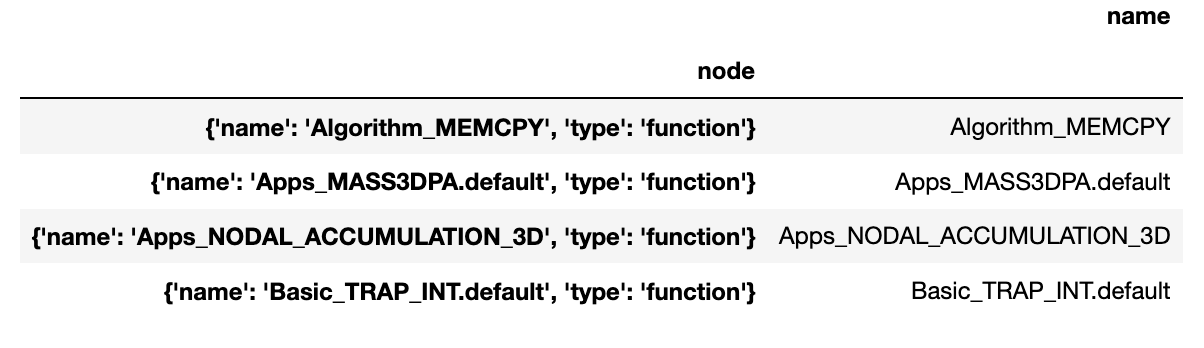 name
node
{'name': 'Algorithm_MEMCPY', 'type': 'function'} Algorithm_MEMCPY
{'name': 'Apps_MASS3DPA.default', 'type': 'function'} Apps_MASS3DPA.default
{'name': 'Apps_NODAL_ACCUMULATION_3D', 'type': 'function'} Apps_NODAL_ACCUMULATION_3D
{'name': 'Basic_TRAP_INT.default', 'type': 'function'} Basic_TRAP_INT.default